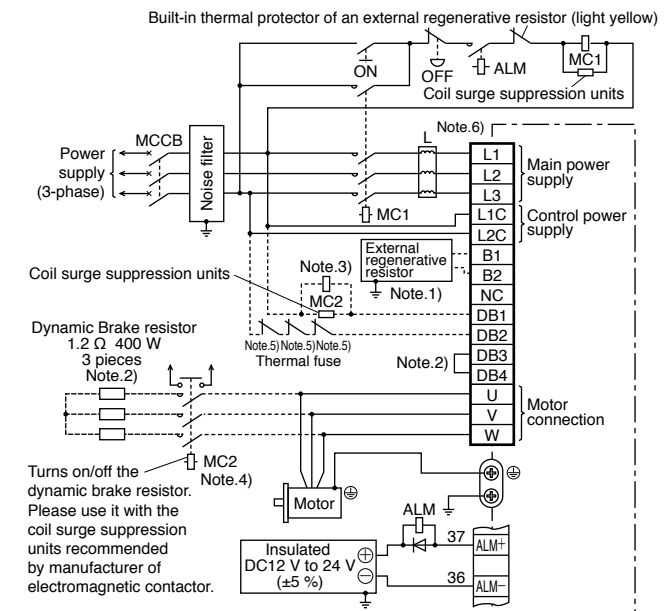 Built-in thermal protector of an external regenerative resistor (light yellow)
ON
OFF
ALM
MC1
Coil surge suppression units
MCCB
Power
supply
(3-phase)
Noise filter
L
Note.6)
MC1
L1
L2
L3
L1C
L2C
B1
B2
NC
DB1
DB2
DB3
DB4
U
V
W
Main power
supply
Control power
supply
External
regenerative
resistor
Note.1)
Coil surge suppression units
Note.3)
MC2
Note.5) Note.5) Note.5)
Thermal fuse
Note.2)
Dynamic Brake resistor
1.2 Ω 400 W
3 pieces
Note.2)
Motor
connection
MC2
Note.4)
Turns on/off the
dynamic brake resistor.
Please use it with the
coil surge suppression
units recommended
by manufacturer of
electromagnetic contactor.
Motor
ALM
Insulated
DC12 V to 24 V
(±5 %)
37
ALM+
36
ALM−